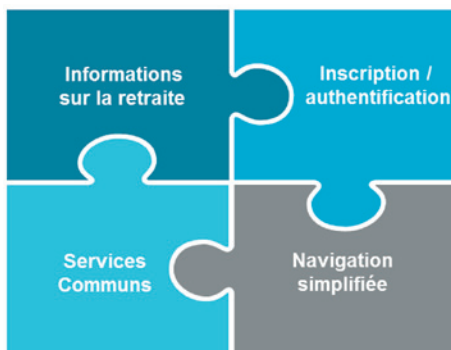 Informations
sur la retraite
Inscription /
authentification
Services
Communs
Navigation
simplifiée